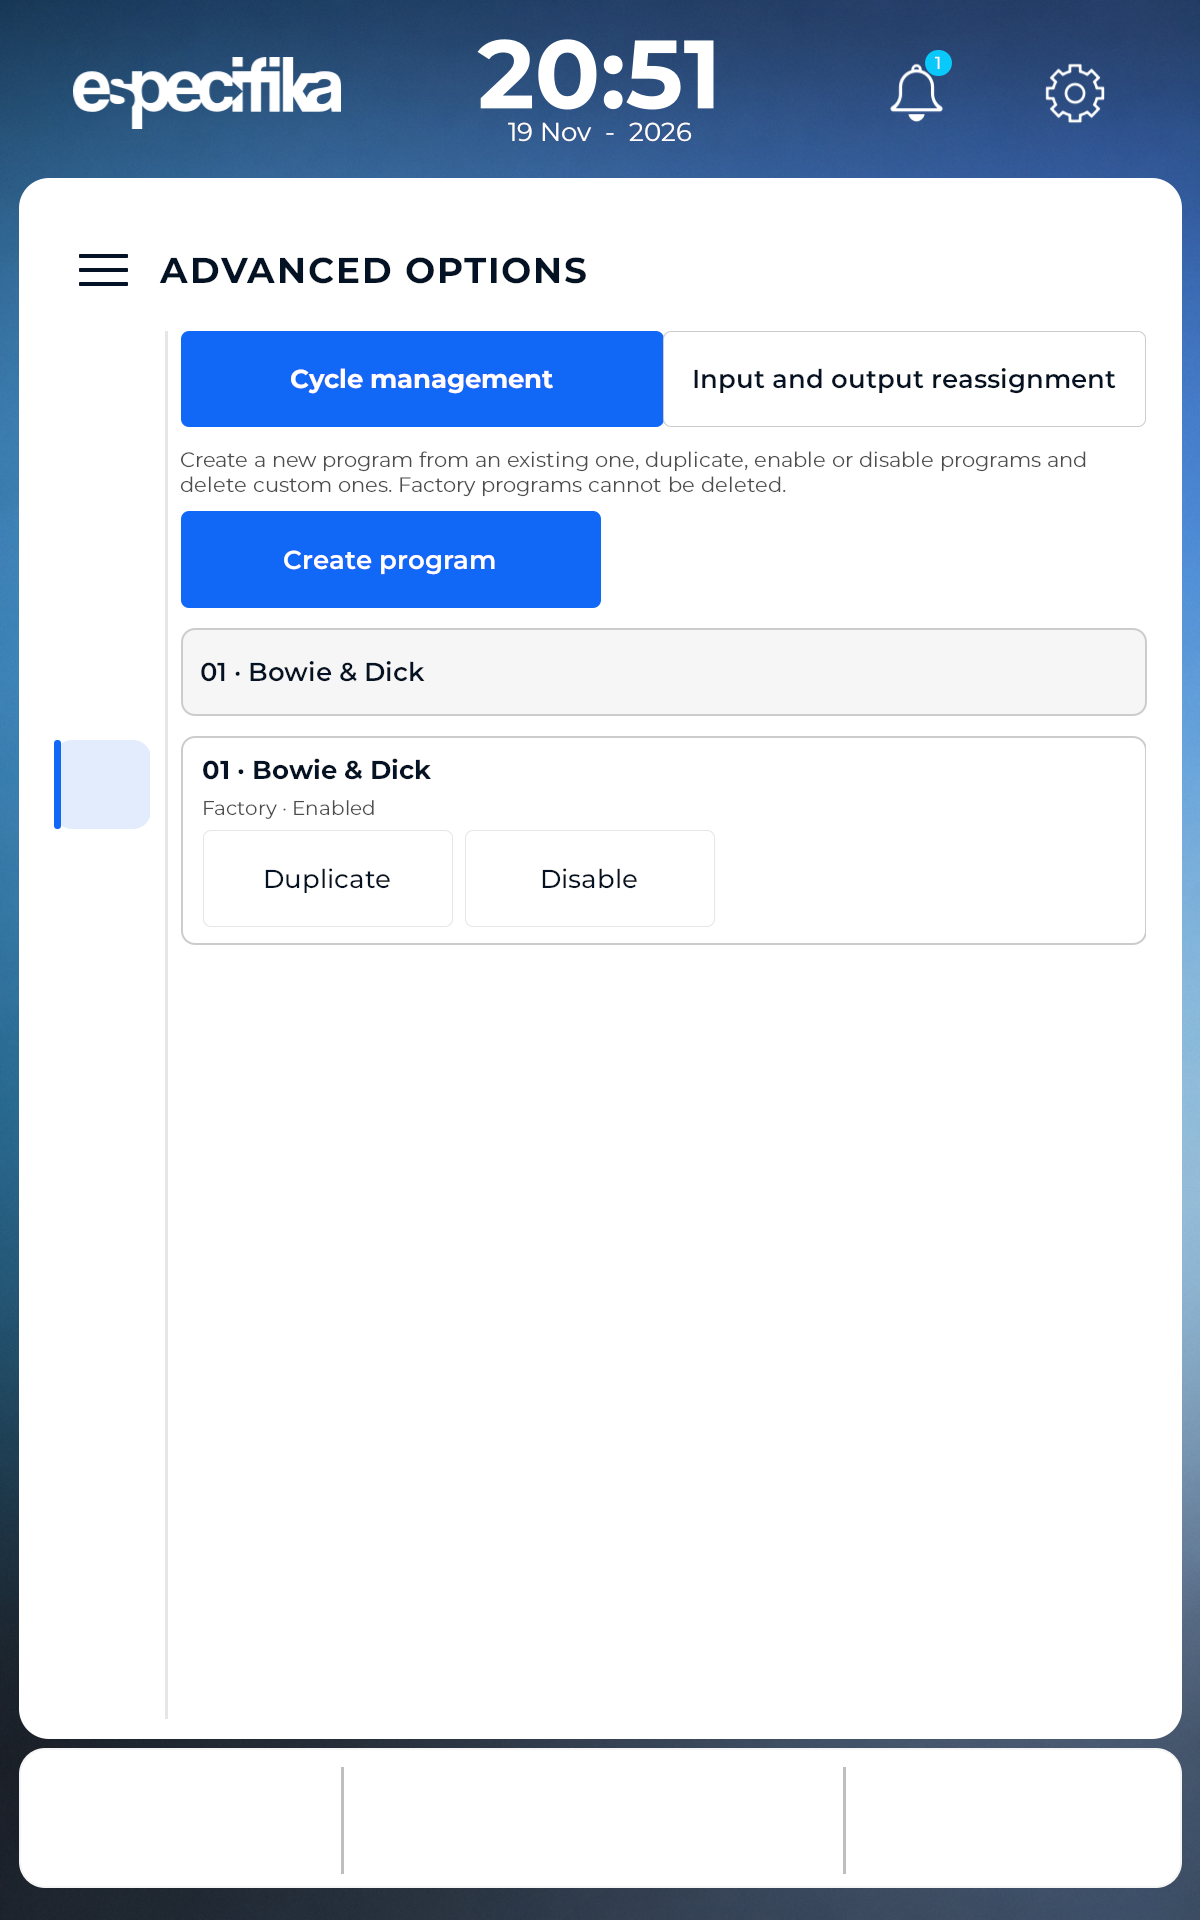 especifika
20:51
19 Nov - 2026
1
ADVANCED OPTIONS
Cycle management
Input and output reassignment
Create a new program from an existing one, duplicate, enable or disable programs and
delete custom ones. Factory programs cannot be deleted.
Create program
01 · Bowie & Dick
01 · Bowie & Dick
Factory · Enabled
Duplicate
Disable